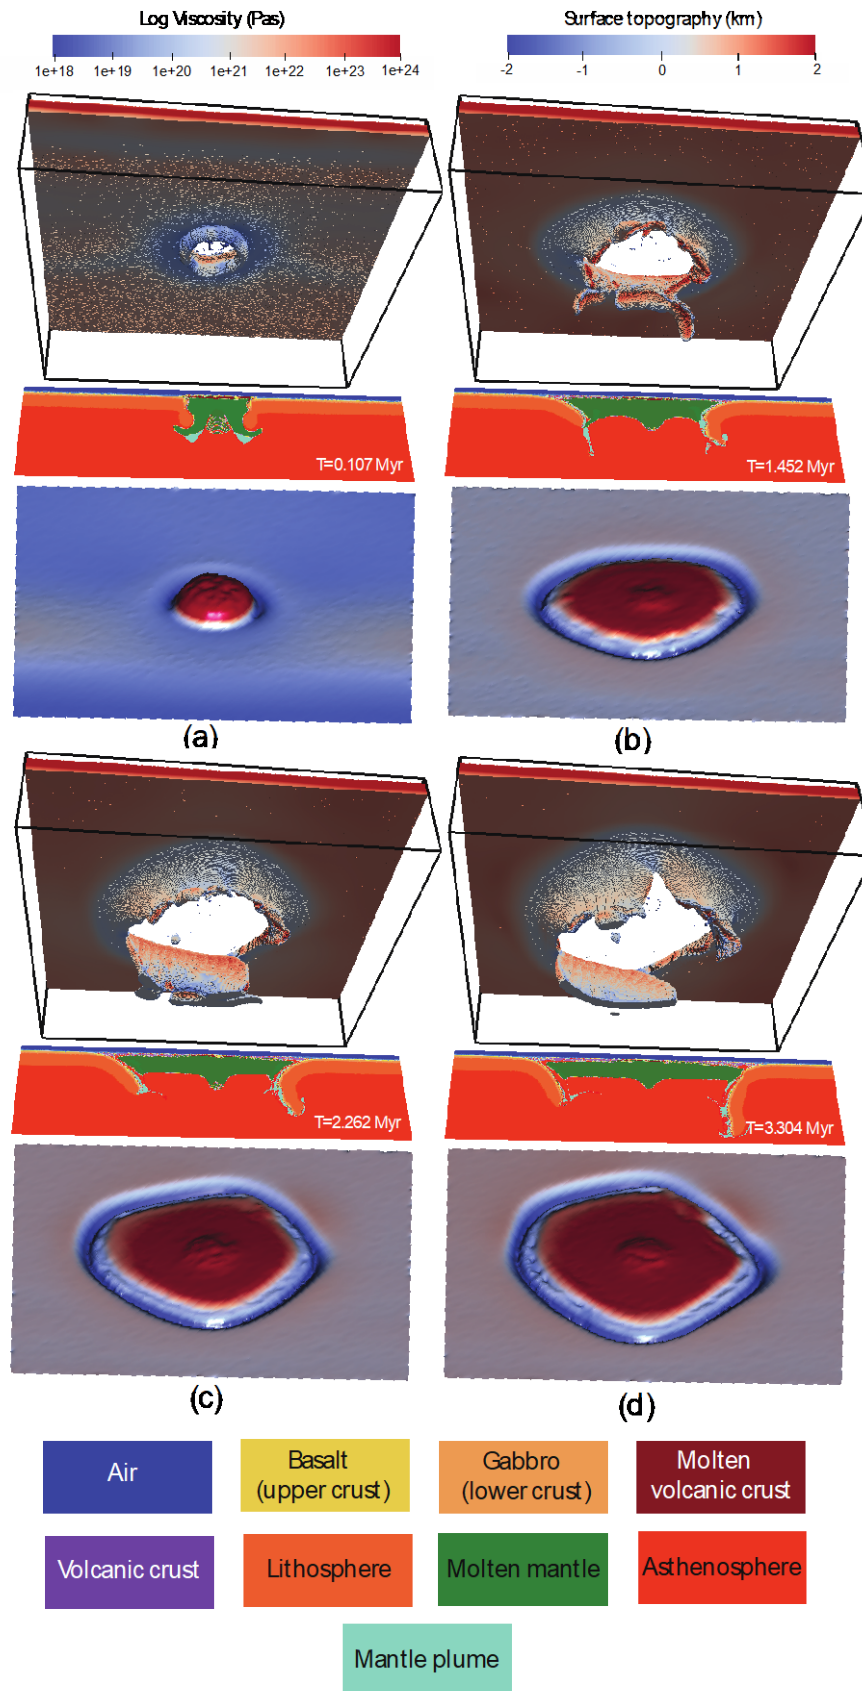 Log Viscosity (Pas)
1e+18 1e+19 1e+20 1e+21 1e+22 1e+23 1e+24
Surface topography (km)
-2 -1 0 1 2
T=0.107 Myr
T=1.452 Myr
(a)
(b)
T=2.262 Myr
T=3.304 Myr
(c)
(d)
Air
Basalt
(upper crust)
Gabbro
(lower crust)
Molten
volcanic crust
Volcanic crust
Lithosphere
Molten mantle
Asthenosphere
Mantle plume